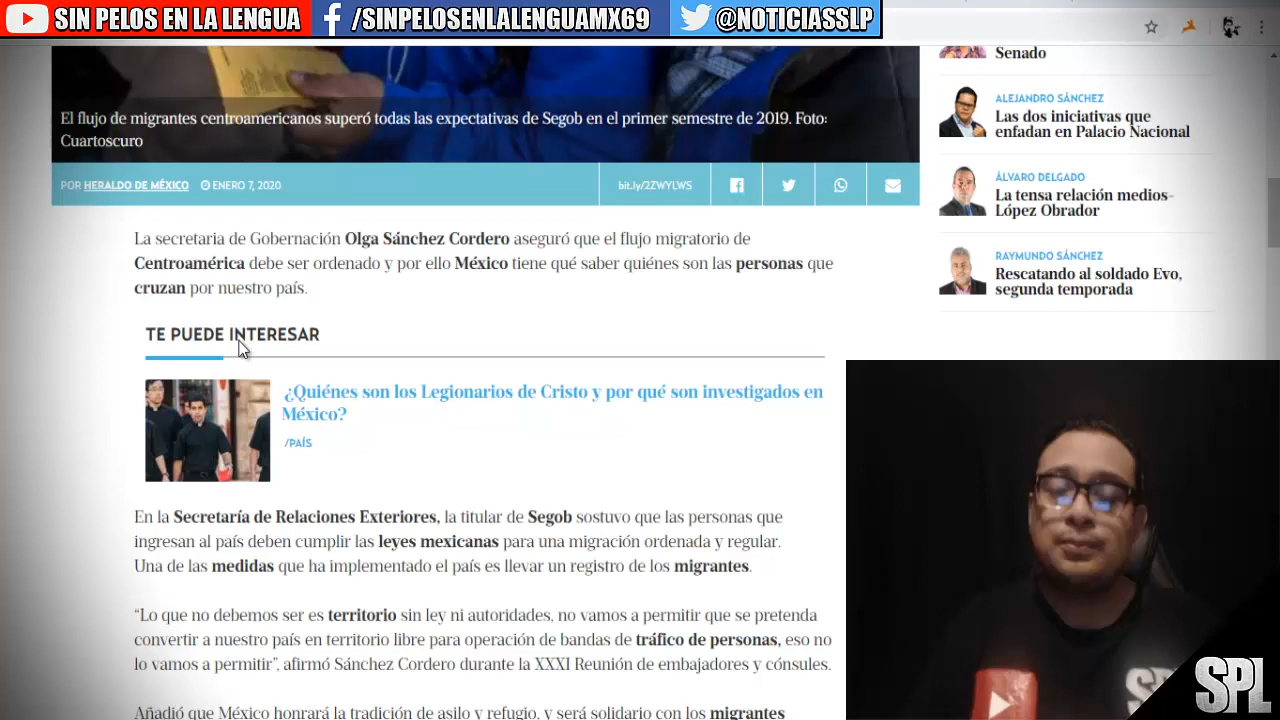 SIN PELOS EN LA LENGUA
/SINPELOSENLALENGUAMX69
@NOTICIASSLP
El flujo de migrantes centroamericanos superó todas las expectativas de Segob en el primer semestre de 2019. Foto:
Cuartoscuro
POR HERALDO DE MÉXICO ENERO 7, 2020
bit.ly/2ZWYLWS
La secretaria de Gobernación Olga Sánchez Cordero aseguró que el flujo migratorio de
Centroamérica debe ser ordenado y por ello México tiene qué saber quiénes son las personas que
cruzan por nuestro país.
TE PUEDE INTERESAR
¿Quiénes son los Legionarios de Cristo y por qué son investigados en
México?
/PAÍS
En la Secretaría de Relaciones Exteriores, la titular de Segob sostuvo que las personas que
ingresan al país deben cumplir las leyes mexicanas para una migración ordenada y regular.
Una de las medidas que ha implementado el país es llevar un registro de los migrantes.
“Lo que no debemos ser es territorio sin ley ni autoridades, no vamos a permitir que se pretenda
convertir a nuestro país en territorio libre para operación de bandas de tráfico de personas, eso no
lo vamos a permitir”, afirmó Sánchez Cordero durante la XXXI Reunión de embajadores y cónsules.
Añadió que México honrará la tradición de asilo y refugio, y será solidario con los migrantes
Senado
ALEJANDRO SÁNCHEZ
Las dos iniciativas que
enfadan en Palacio Nacional
ÁLVARO DELGADO
La tensa relación medios-
López Obrador
RAYMUNDO SÁNCHEZ
Rescatando al soldado Evo,
segunda temporada
SPL
SPL